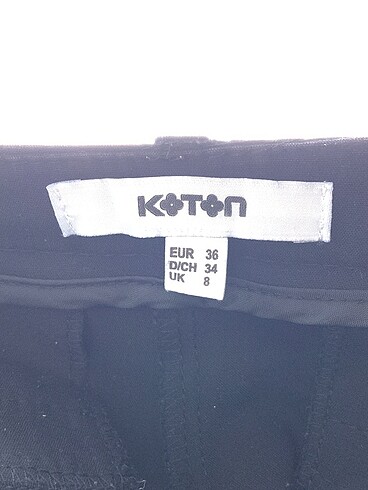 KOTON
EUR 36
D/CH 34
UK 8